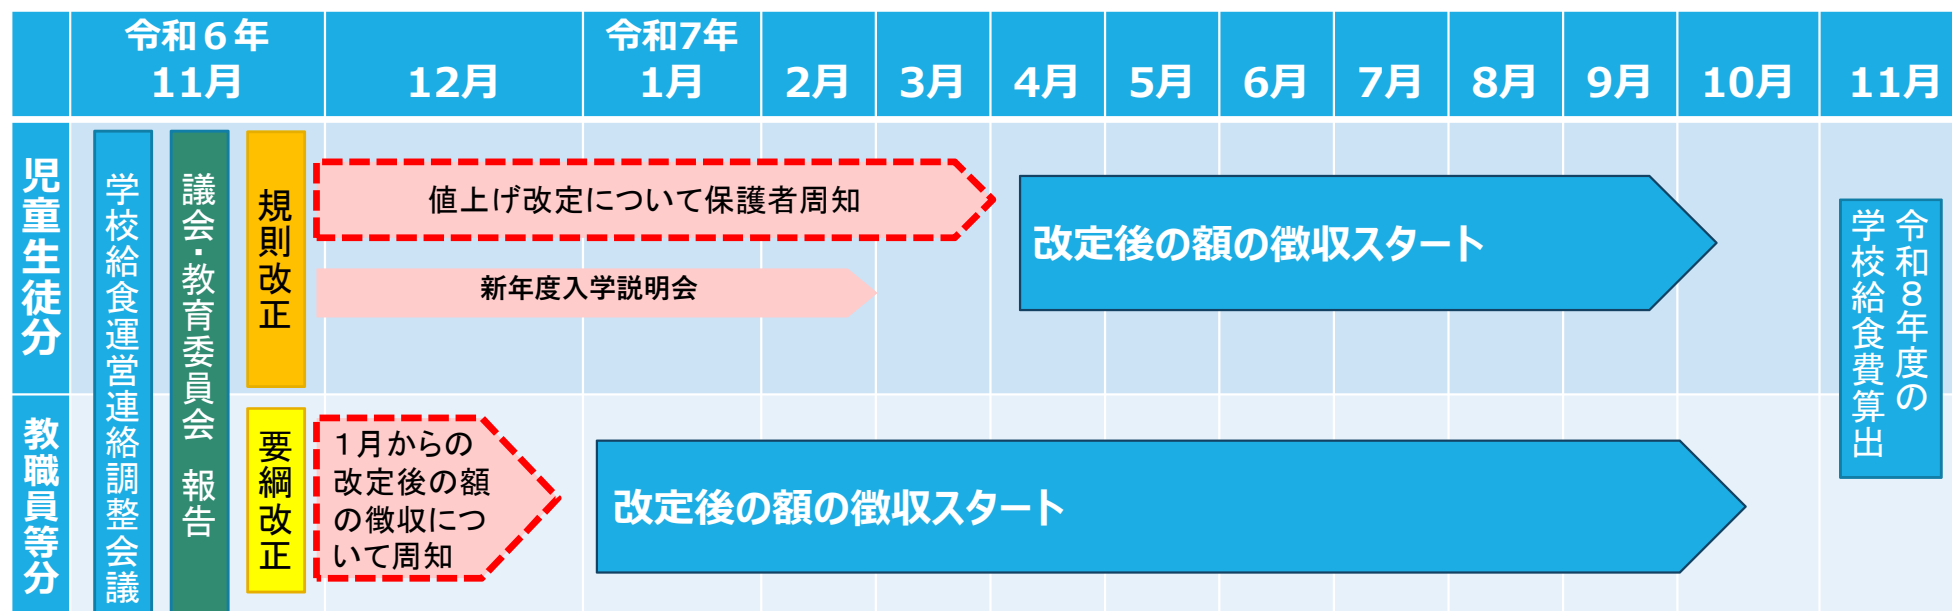 令和６年
11月
12月
令和7年
1月
2月
3月
4月
5月
6月
7月
8月
9月
10月
11月
児童生徒分
学校給食運営連絡調整会議
議会・教育委員会 報告
規則改正
値上げ改定について保護者周知
新年度入学説明会
改定後の額の徴収スタート
令和８年度の
学校給食費算出
教職員等分
要綱改正
１月からの
改定後の額
の徴収につ
いて周知
改定後の額の徴収スタート